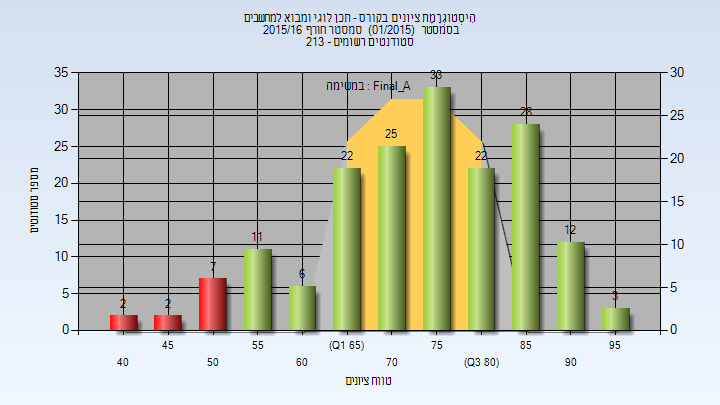 היסטוגרמת ציונים בקורס - תכן לוגי ומבוא למחשבים
בסמסטר (01/2015) סמסטר חורף 2015/16
סטודנטים רשומים - 213
במטימה : Final_A
35 30 25 20 15 10 5 0
מספר סטודנטים
30 25 20 15 10 5 0
2 2 7 11 6 22 25 33 22 28 12 3
45 55 (Q1 65) 75 85 95
40 50 60 70 (Q3 80) 90
טווח ציונים